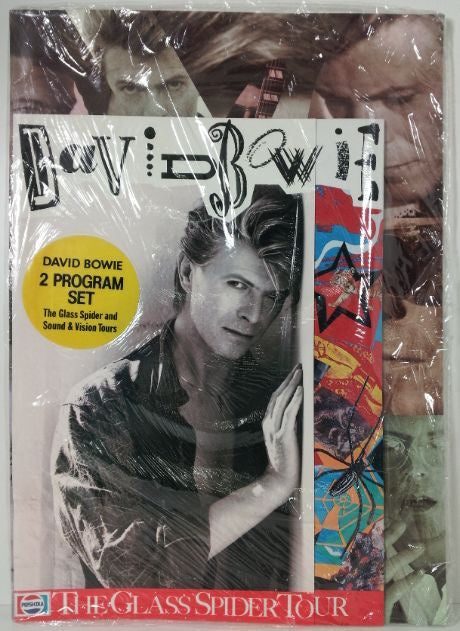 DAVID BOWIE
DAVID BOWIE
2 PROGRAM
SET
The Glass Spider and
Sound & Vision Tours
PEPSI-COLA
THE GLASS SPIDER TOUR